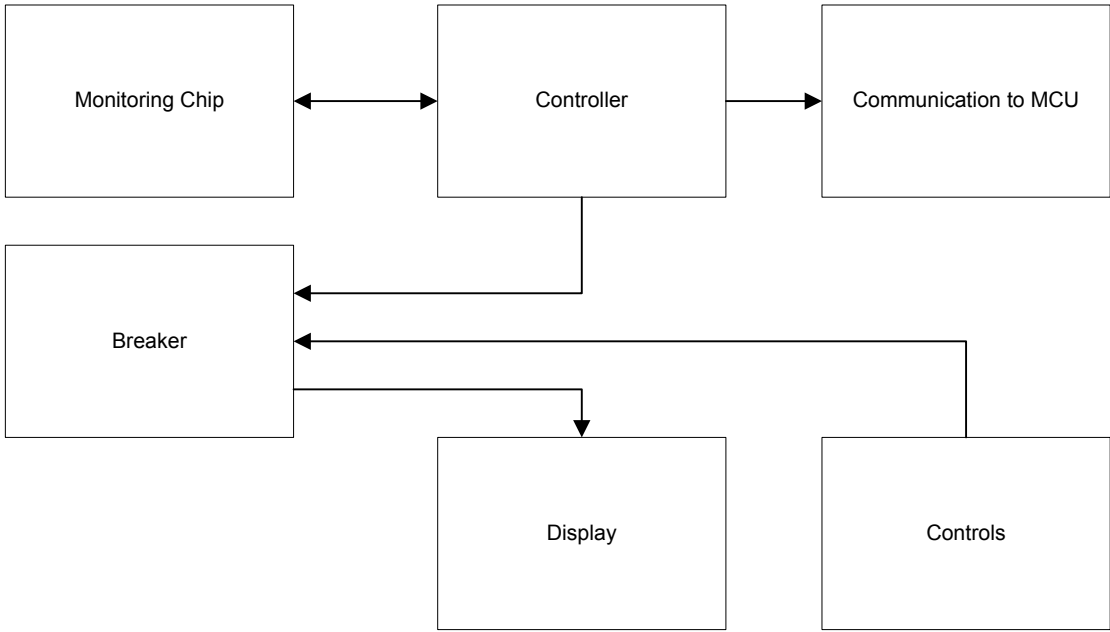 Monitoring Chip
Controller
Communication to MCU
Breaker
Display
Controls